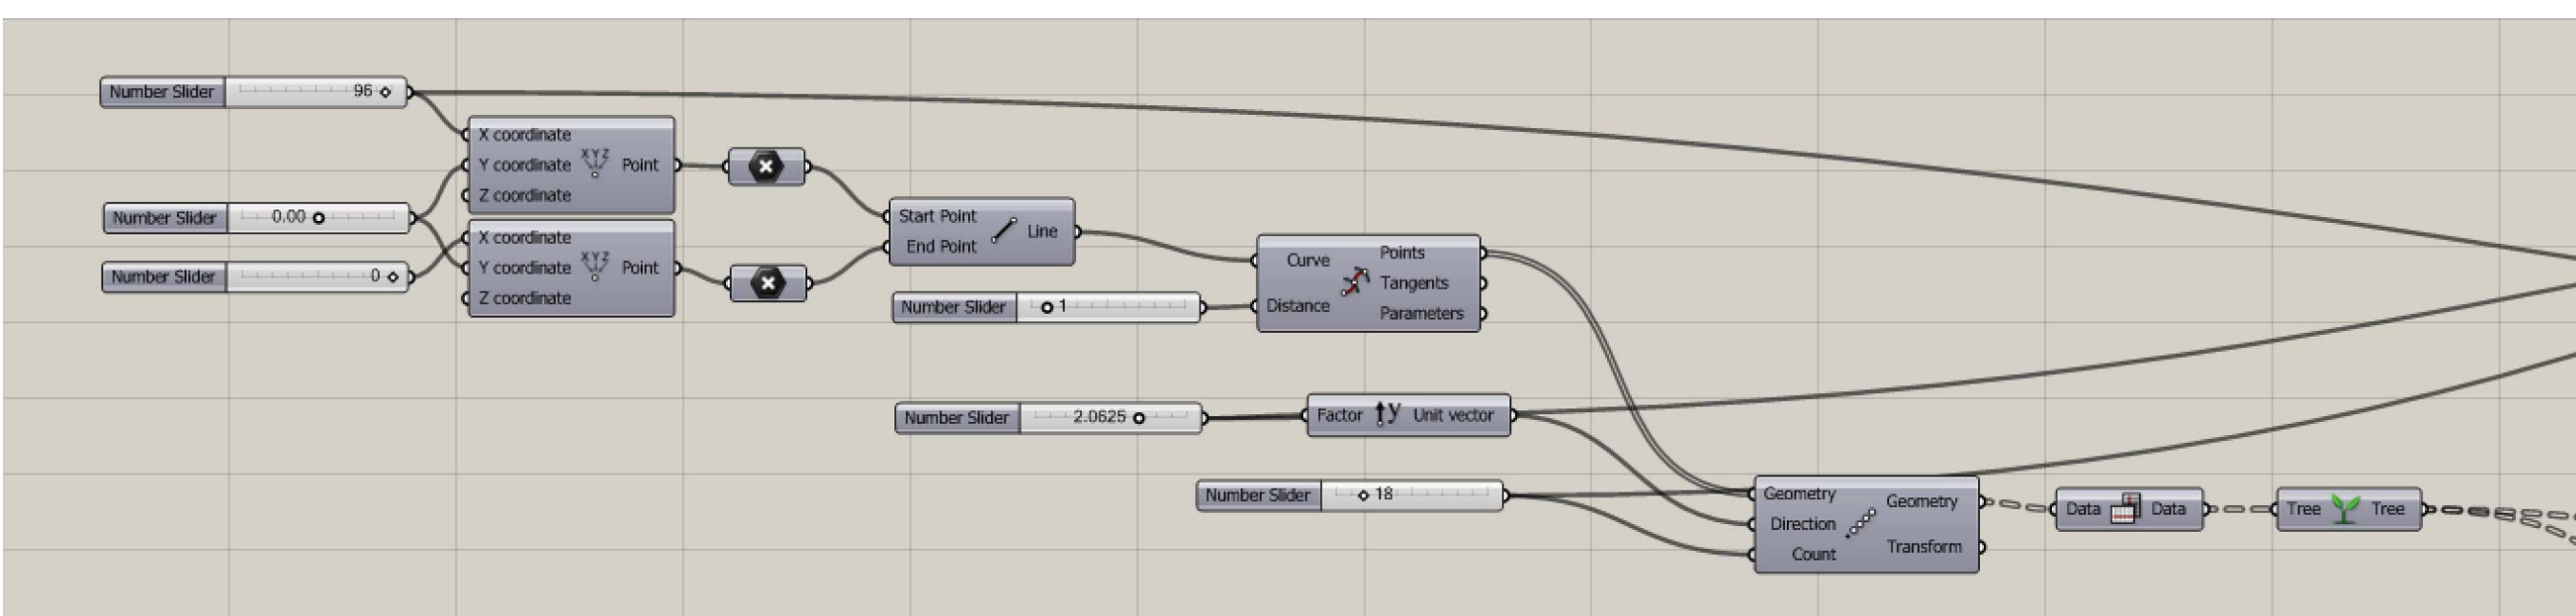 Number Slider 96
X coordinate
Y coordinate XYZ Point
Z coordinate
Number Slider 0.00
X coordinate
Y coordinate XYZ Point
Z coordinate
Number Slider 0
Start Point
End Point
Line
Number Slider 1
Curve
Distance
Points
Tangents
Parameters
Number Slider 2.0625
Factor y Unit vector
Number Slider 18
Geometry
Direction
Count
Geometry
Transform
Data Data
Tree Tree